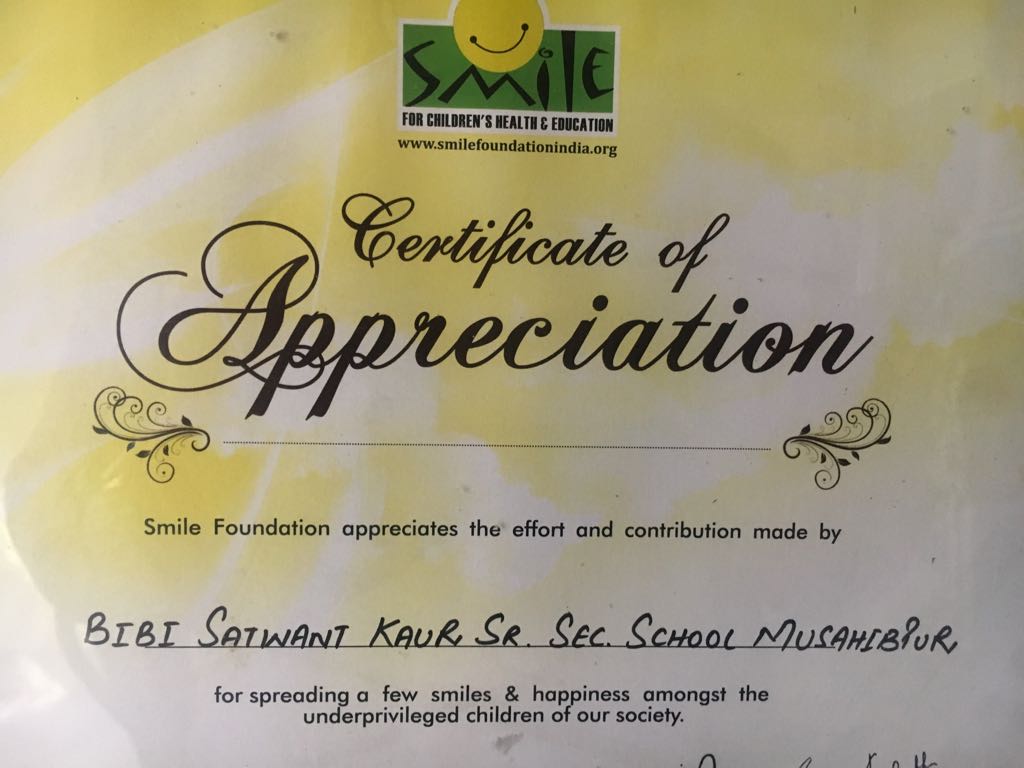 SMILE
FOR CHILDREN'S HEALTH & EDUCATION
www.smilefoundationindia.org
Certificate of
Appreciation
Smile Foundation appreciates the effort and contribution made by
BIBI SATWANT KAUR SR. SEC. SCHOOL MUSAHIBPUR
for spreading a few smiles & happiness amongst the
underprivileged children of our society.